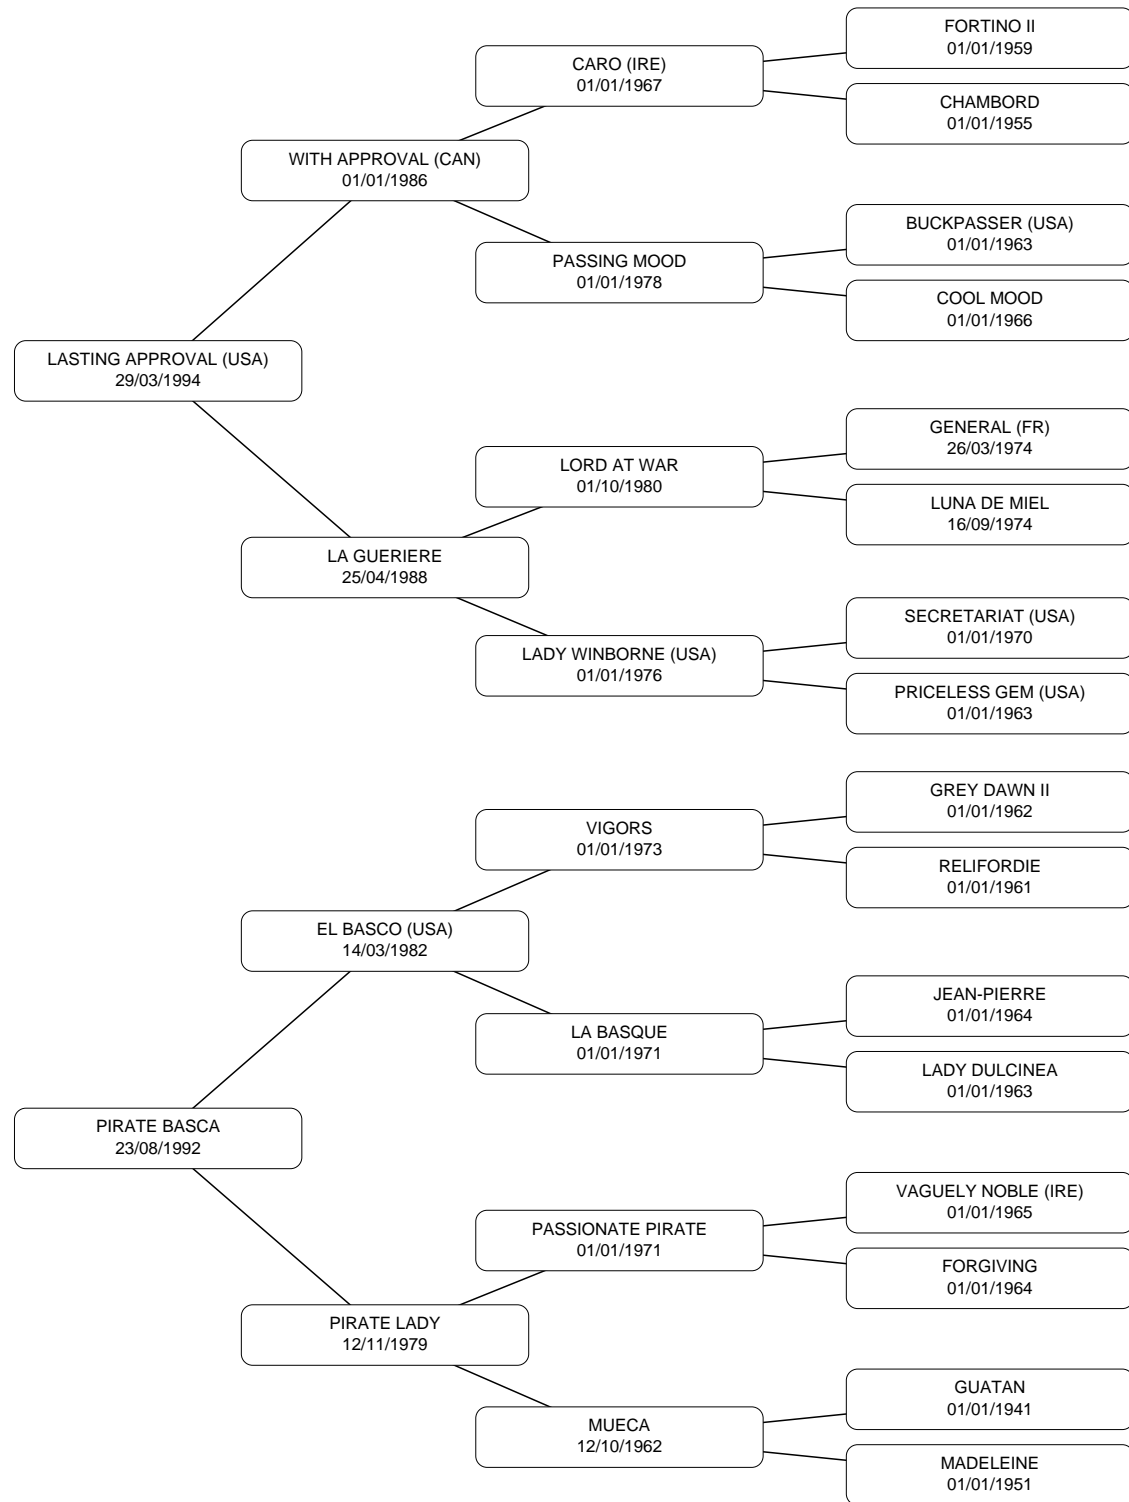 FORTINO II
01/01/1959
CARO (IRE)
01/01/1967
CHAMBORD
01/01/1955
WITH APPROVAL (CAN)
01/01/1986
BUCKPASSER (USA)
01/01/1963
PASSING MOOD
01/01/1978
COOL MOOD
01/01/1966
LASTING APPROVAL (USA)
29/03/1994
GENERAL (FR)
26/03/1974
LORD AT WAR
01/10/1980
LUNA DE MIEL
16/09/1974
LA GUERIERE
25/04/1988
SECRETARIAT (USA)
01/01/1970
LADY WINBORNE (USA)
01/01/1976
PRICELESS GEM (USA)
01/01/1963
GREY DAWN II
01/01/1962
VIGORS
01/01/1973
RELIFORDIE
01/01/1961
EL BASCO (USA)
14/03/1982
JEAN-PIERRE
01/01/1964
LA BASQUE
01/01/1971
LADY DULCINEA
01/01/1963
PIRATE BASCA
23/08/1992
VAGUELY NOBLE (IRE)
01/01/1965
PASSIONATE PIRATE
01/01/1971
FORGIVING
01/01/1964
PIRATE LADY
12/11/1979
GUATAN
01/01/1941
MUECA
12/10/1962
MADELEINE
01/01/1951